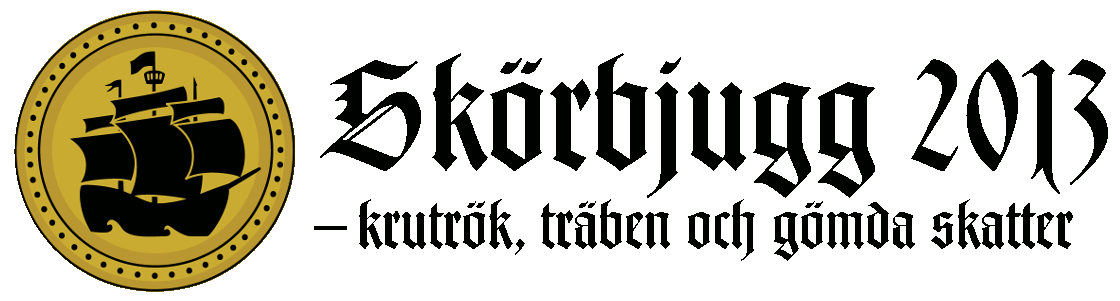 Skörbjugg 2013
– krutrök, träben och gömda skatter